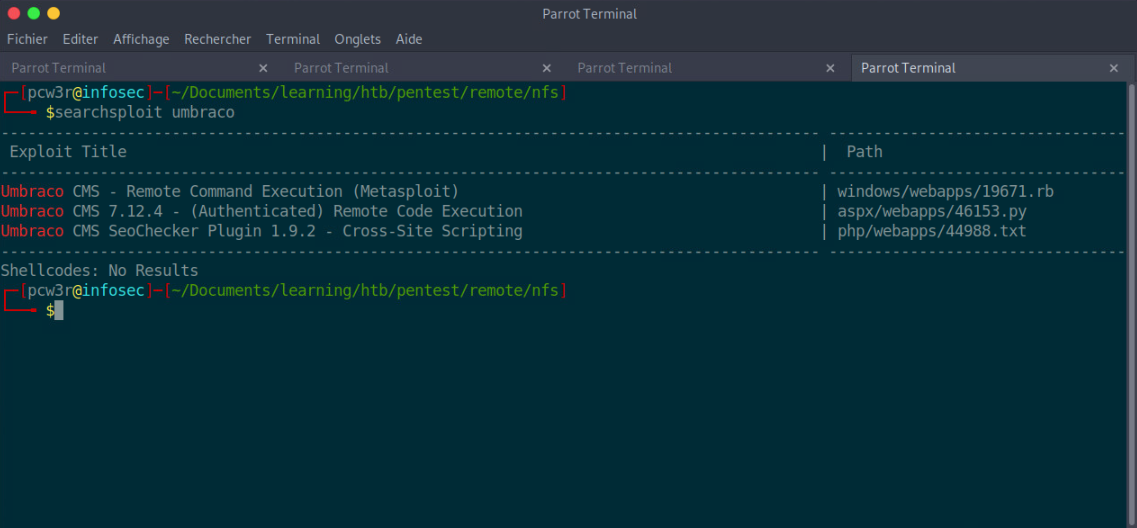 Parrot Terminal
Fichier Editer Affichage Rechercher Terminal Onglets Aide
Parrot Terminal × Parrot Terminal × Parrot Terminal × Parrot Terminal ×
┌─[pcw3r@infosec]─[~/Documents/learning/htb/pentest/remote/nfs]
└──╼ $searchsploit umbraco
------------------------------------------------------------------------------------------- ---------------------------------
Exploit Title | Path
------------------------------------------------------------------------------------------- ---------------------------------
Umbraco CMS - Remote Command Execution (Metasploit) | windows/webapps/19671.rb
Umbraco CMS 7.12.4 - (Authenticated) Remote Code Execution | aspx/webapps/46153.py
Umbraco CMS SeoChecker Plugin 1.9.2 - Cross-Site Scripting | php/webapps/44988.txt
------------------------------------------------------------------------------------------- ---------------------------------
Shellcodes: No Results
┌─[pcw3r@infosec]─[~/Documents/learning/htb/pentest/remote/nfs]
└──╼ $